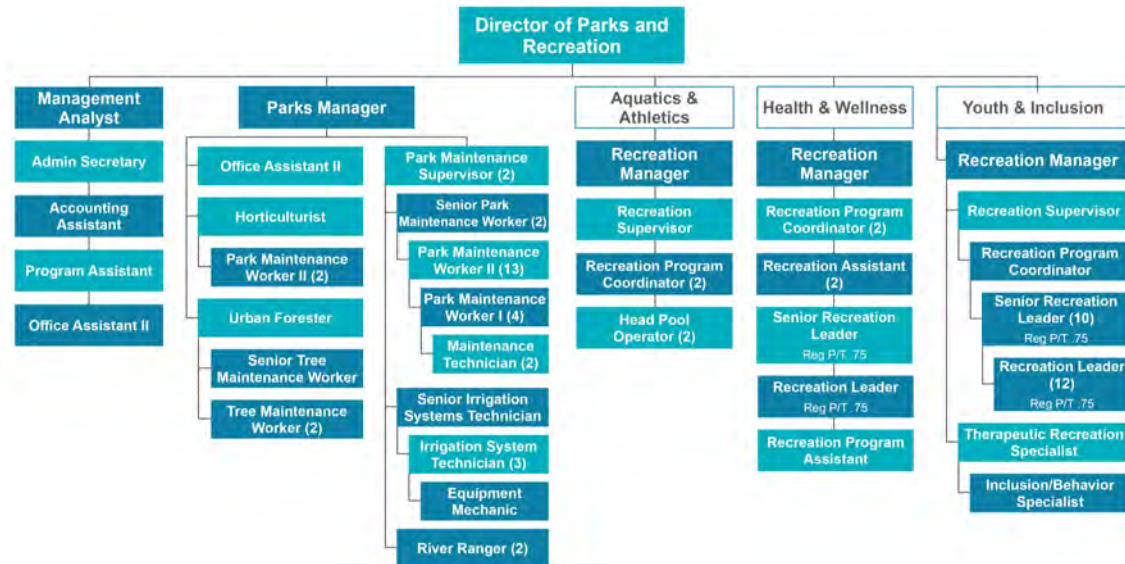 Director of Parks and
Recreation
Management
Analyst
Admin Secretary
Accounting
Assistant
Program Assistant
Office Assistant II
Parks Manager
Office Assistant II
Horticulturist
Park Maintenance
Worker II (2)
Urban Forester
Senior Tree
Maintenance Worker
Tree Maintenance
Worker (2)
Park Maintenance
Supervisor (2)
Senior Park
Maintenance Worker (2)
Park Maintenance
Worker II (13)
Park Maintenance
Worker I (4)
Maintenance
Technician (2)
Senior Irrigation
Systems Technician
Irrigation System
Technician (3)
Equipment
Mechanic
River Ranger (2)
Aquatics &
Athletics
Recreation
Manager
Recreation
Supervisor
Recreation Program
Coordinator (2)
Head Pool
Operator (2)
Health & Wellness
Recreation
Manager
Recreation Program
Coordinator (2)
Recreation Assistant
(2)
Senior Recreation
Leader
Reg P/T .75
Recreation Leader
Reg P/T .75
Recreation Program
Assistant
Youth & Inclusion
Recreation Manager
Recreation Supervisor
Recreation Program
Coordinator
Senior Recreation
Leader (10)
Reg P/T .75
Recreation Leader
(12)
Reg P/T .75
Therapeutic Recreation
Specialist
Inclusion/Behavior
Specialist